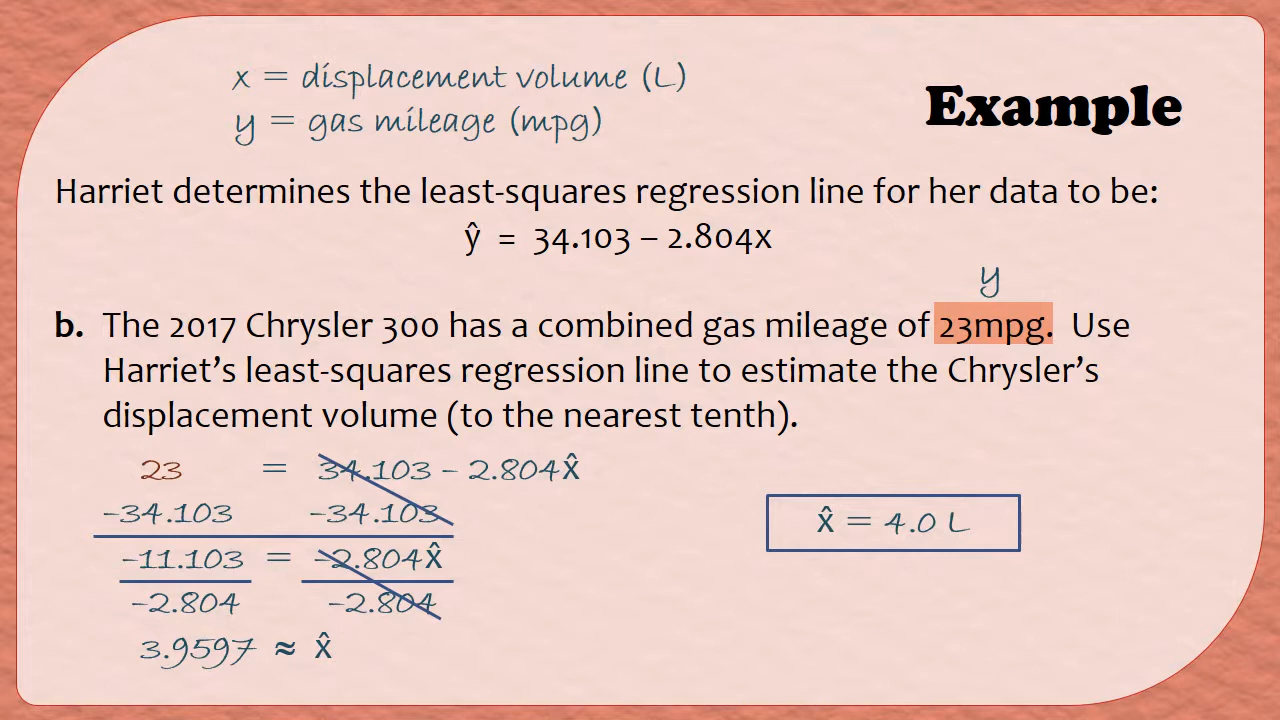 x = displacement volume (L)
y = gas mileage (mpg)
Example
Harriet determines the least-squares regression line for her data to be:
ŷ = 34.103 – 2.804x
y
b. The 2017 Chrysler 300 has a combined gas mileage of 23mpg. Use
Harriet’s least-squares regression line to estimate the Chrysler’s
displacement volume (to the nearest tenth).
23 = 34.103 – 2.804x̂
-34.103 -34.103
-11.103 = -2.804x̂
-2.804 -2.804
3.9597 ≈ x̂
x̂ = 4.0 L